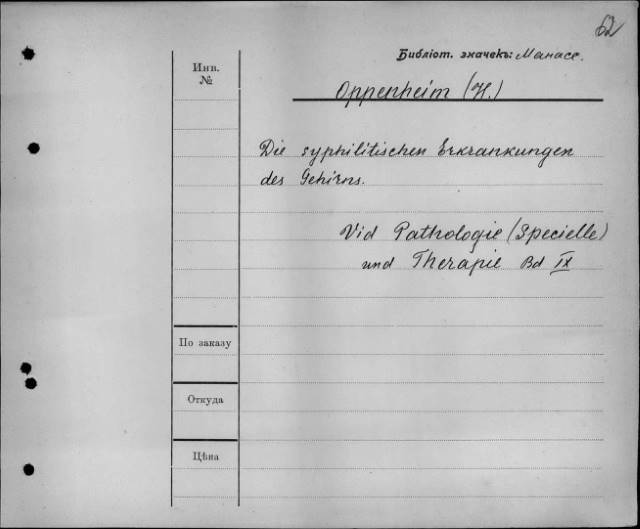 62
Библіот. значекъ: Манасс.
Инв.
№
Oppenheim (H.)
Die syphilitischen Erkrankungen
des Gehirns.
Vid Pathologie (Specielle)
und Therapie Bd IX
По заказу
Откуда
Цѣна